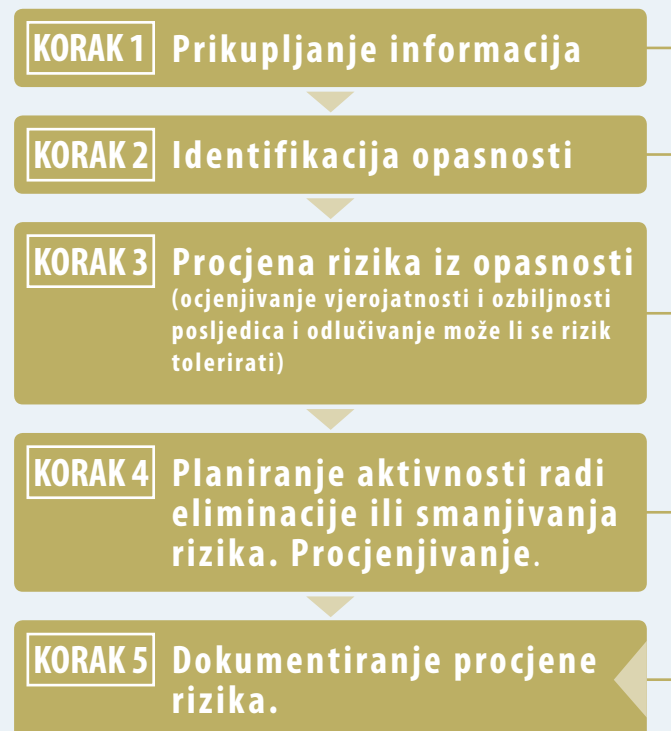 KORAK 1 Prikupljanje informacija
KORAK 2 Identifikacija opasnosti
KORAK 3 Procjena rizika iz opasnosti
(ocjenjivanje vjerojatnosti i ozbiljnosti
posljedica i odlučivanje može li se rizik
tolerirati)
KORAK 4 Planiranje aktivnosti radi
eliminacije ili smanjivanja
rizika. Procjenjivanje.
KORAK 5 Dokumentiranje procjene
rizika.